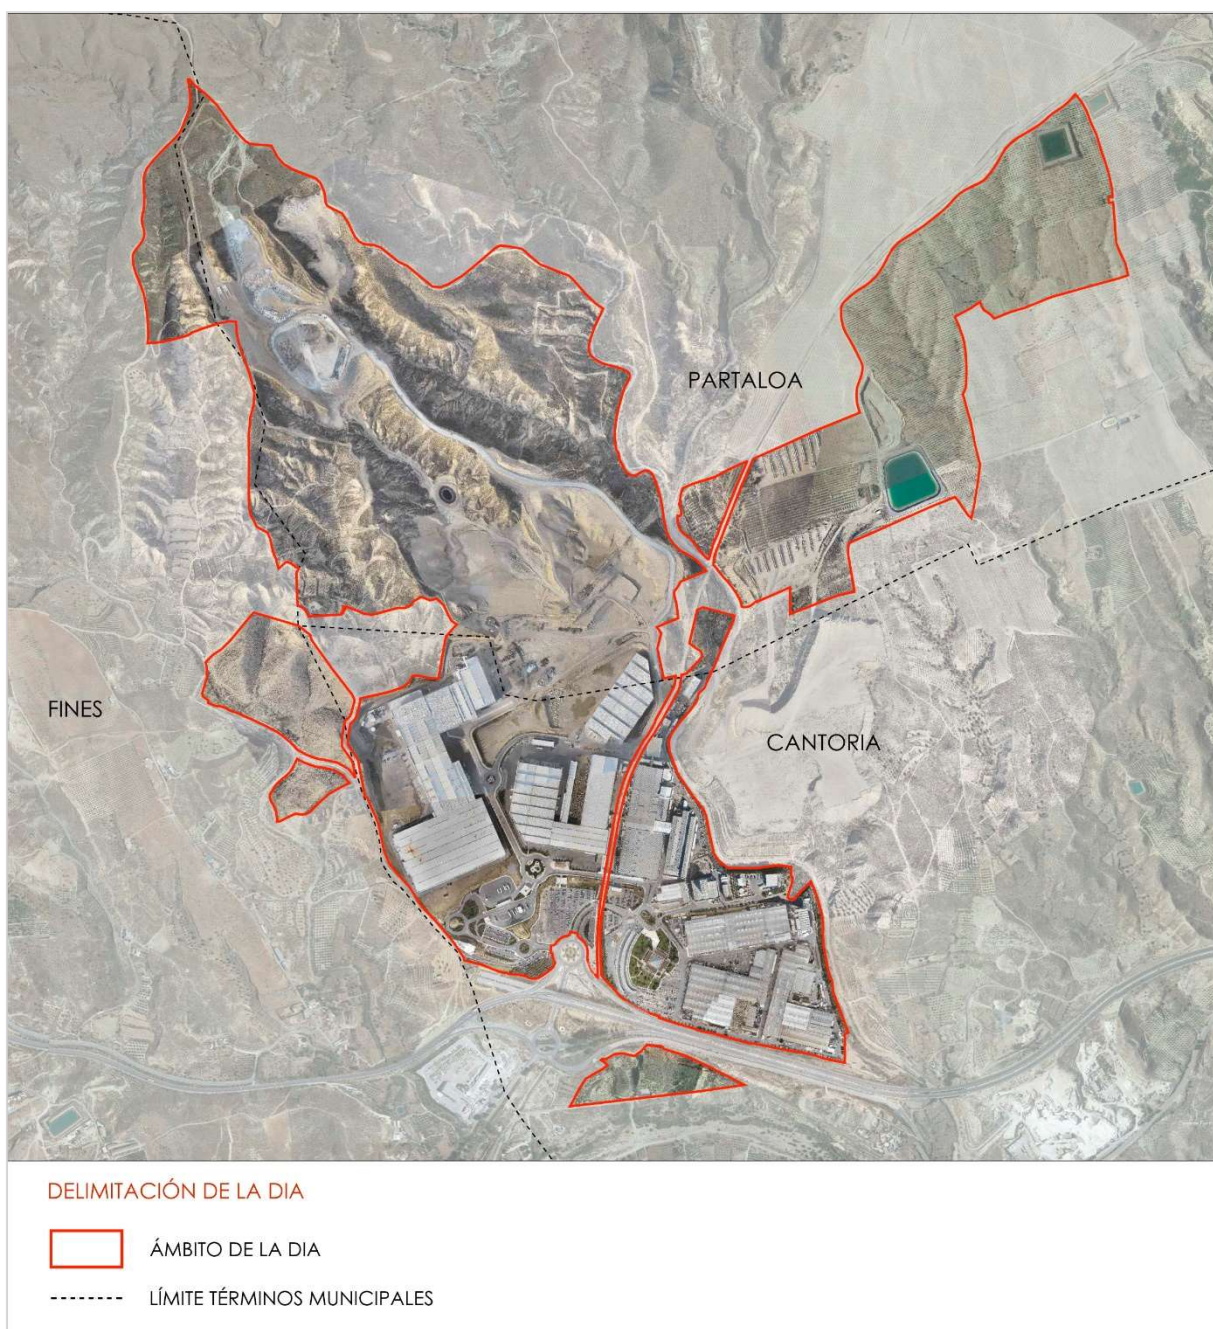 PARTALOA
FINES
CANTORIA
DELIMITACIÓN DE LA DIA
ÁMBITO DE LA DIA
LÍMITE TÉRMINOS MUNICIPALES